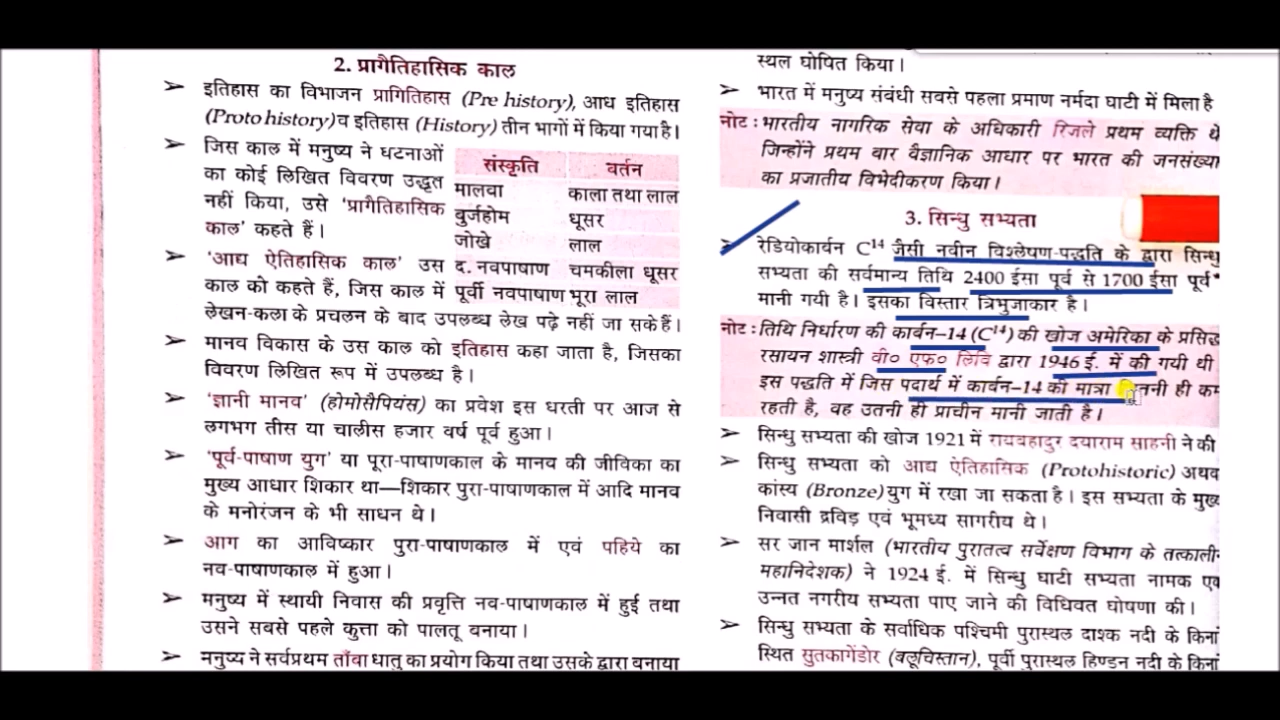 2. प्रागैतिहासिक काल
➤ इतिहास का विभाजन प्रागितिहास (Pre history), आध इतिहास
(Proto history) व इतिहास (History) तीन भागों में किया गया है।
➤ जिस काल में मनुष्य ने धटनाओं
का कोई लिखित विवरण उद्धृत
नहीं किया, उसे 'प्रागैतिहासिक
काल' कहते हैं।
संस्कृति वर्तन
मालवा काला तथा लाल
वुर्जहोम धूसर
जोखे लाल
द. नवपाषाण चमकीला धूसर
पूर्वी नवपाषाण भूरा लाल
➤ 'आद्य ऐतिहासिक काल' उस
काल को कहते हैं, जिस काल में
लेखन-कला के प्रचलन के बाद उपलब्ध लेख पढ़े नहीं जा सके हैं।
➤ मानव विकास के उस काल को इतिहास कहा जाता है, जिसका
विवरण लिखित रूप में उपलब्ध है।
➤ 'ज्ञानी मानव' (होमोसैपियंस) का प्रवेश इस धरती पर आज से
लगभग तीस या चालीस हजार वर्ष पूर्व हुआ।
➤ 'पूर्व-पाषाण युग' या पूरा-पाषाणकाल के मानव की जीविका का
मुख्य आधार शिकार था—शिकार पुरा-पाषाणकाल में आदि मानव
के मनोरंजन के भी साधन थे।
➤ आग का आविष्कार पुरा-पाषाणकाल में एवं पहिये का
नव-पाषाणकाल में हुआ।
➤ मनुष्य में स्थायी निवास की प्रवृत्ति नव-पाषाणकाल में हुई तथा
उसने सबसे पहले कुत्ता को पालतू बनाया।
➤ मनुष्य ने सर्वप्रथम ताँबा धातु का प्रयोग किया तथा उसके द्वारा बनाया
स्थल घोषित किया।
➤ भारत में मनुष्य संवंधी सबसे पहला प्रमाण नर्मदा घाटी में मिला है
नोट : भारतीय नागरिक सेवा के अधिकारी रिजले प्रथम व्यक्ति थे
जिन्होंने प्रथम बार वैज्ञानिक आधार पर भारत की जनसंख्या
का प्रजातीय विभेदीकरण किया।
3. सिन्धु सभ्यता
➤ रेडियोकार्वन C¹⁴ जैसी नवीन विश्लेषण-पद्धति के द्वारा सिन्धु
सभ्यता की सर्वमान्य तिथि 2400 ईसा पूर्व से 1700 ईसा पूर्व
मानी गयी है। इसका विस्तार त्रिभुजाकार है।
नोट : तिथि निर्धारण की कार्वन-14 (C¹⁴) की खोज अमेरिका के प्रसिद्ध
रसायन शास्त्री वी० एफ० लिवि द्वारा 1946 ई. में की गयी थी
इस पद्धति में जिस पदार्थ में कार्वन-14 की मात्रा तनी ही कम
रहती है, वह उतनी ही प्राचीन मानी जाती है।
➤ सिन्धु सभ्यता की खोज 1921 में रायबहादुर दयाराम साहनी ने की
➤ सिन्धु सभ्यता को आद्य ऐतिहासिक (Protohistoric) अथव
कांस्य (Bronze) युग में रखा जा सकता है। इस सभ्यता के मुख्य
निवासी द्रविड़ एवं भूमध्य सागरीय थे।
➤ सर जान मार्शल (भारतीय पुरातत्व सर्वेक्षण विभाग के तत्काली
महानिदेशक) ने 1924 ई. में सिन्धु घाटी सभ्यता नामक एक
उन्नत नगरीय सभ्यता पाए जाने की विधिवत घोषणा की।
➤ सिन्धु सभ्यता के सर्वाधिक पश्चिमी पुरास्थल दाश्क नदी के किना
स्थित सुतकागेंडोर (बलूचिस्तान), पूर्वी पुरास्थल हिण्डन नदी के किना